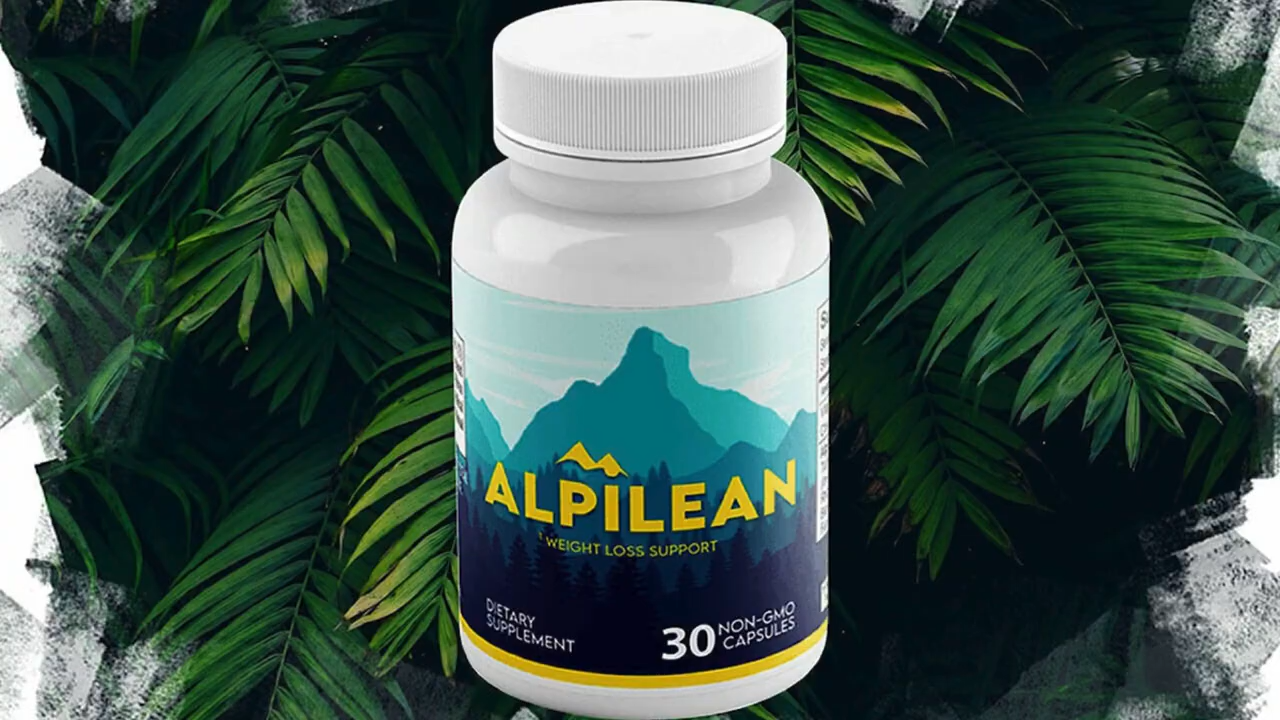 ALPILEAN
WEIGHT LOSS SUPPORT
DIETARY
SUPPLEMENT
30 NON-GMO
CAPSULES